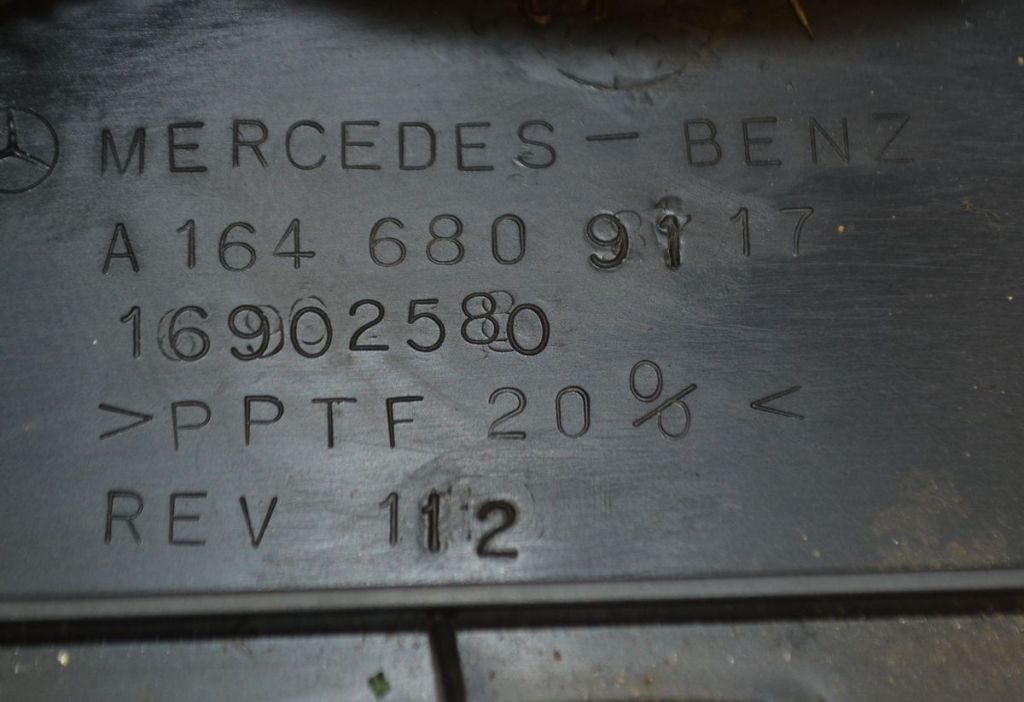 MERCEDES-BENZ
A 164 680 91 17
16902580
>PPTF 20%<
REV 112